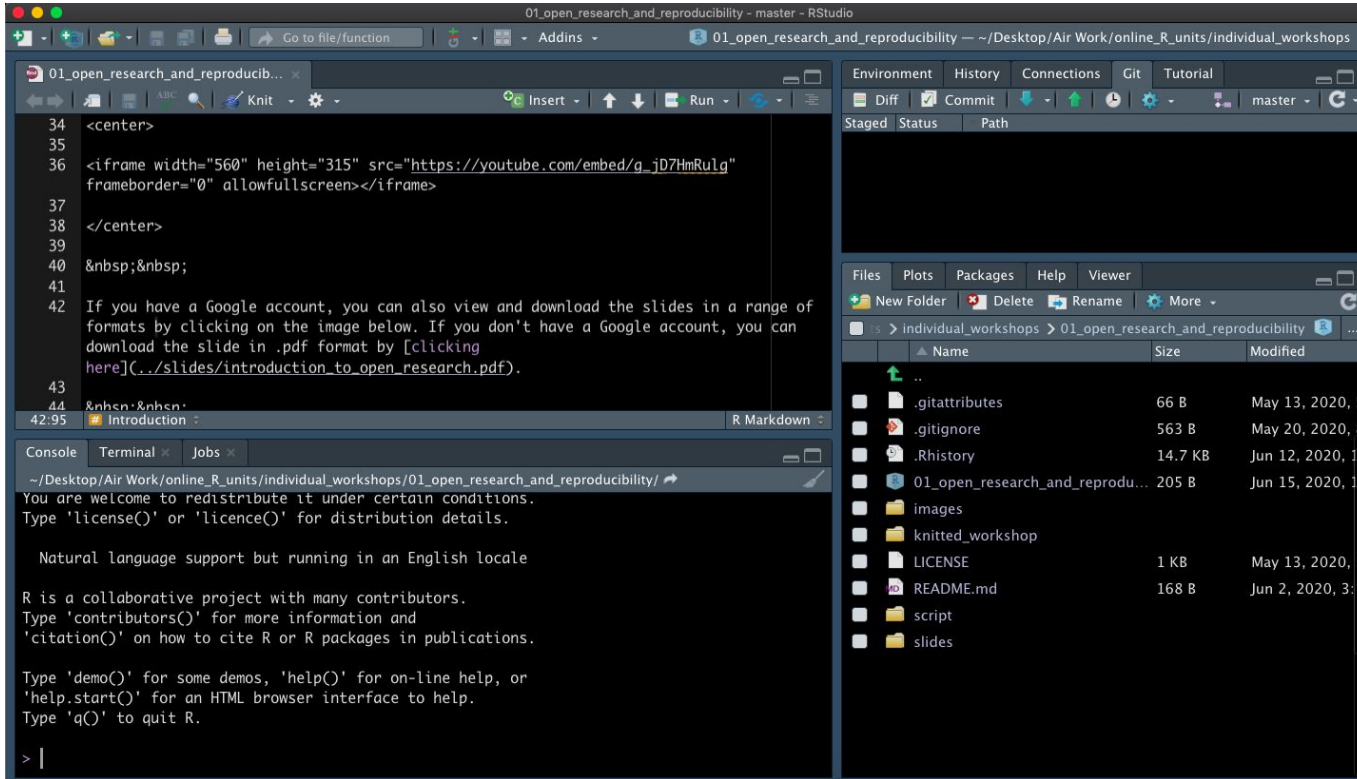 01_open_research_and_reproducibility - master - RStudio
Go to file/function
Addins
01_open_research_and_reproducibility — ~/Desktop/Air Work/online_R_units/individual_workshops
01_open_research_and_reproducib...
ABC
Knit
Insert
Run
34 <center>
35
36 <iframe width="560" height="315" src="https://youtube.com/embed/g_jD7HmRulg"
frameborder="0" allowfullscreen></iframe>
37
38 </center>
39
40 &nbsp;&nbsp;
41
42 If you have a Google account, you can also view and download the slides in a range of
formats by clicking on the image below. If you don't have a Google account, you can
download the slide in .pdf format by [clicking
here](../slides/introduction_to_open_research.pdf).
43
44 &nbsp;&nbsp;
42:95 # Introduction R Markdown
Console Terminal Jobs
~/Desktop/Air Work/online_R_units/individual_workshops/01_open_research_and_reproducibility/
You are welcome to redistribute it under certain conditions.
Type 'license()' or 'licence()' for distribution details.
Natural language support but running in an English locale
R is a collaborative project with many contributors.
Type 'contributors()' for more information and
'citation()' on how to cite R or R packages in publications.
Type 'demo()' for some demos, 'help()' for on-line help, or
'help.start()' for an HTML browser interface to help.
Type 'q()' to quit R.
>
Environment History Connections Git Tutorial
Diff Commit master
Staged Status Path
Files Plots Packages Help Viewer
New Folder Delete Rename More
ts > individual_workshops > 01_open_research_and_reproducibility ...
Name Size Modified
..
.gitattributes 66 B May 13, 2020,
.gitignore 563 B May 20, 2020,
.Rhistory 14.7 KB Jun 12, 2020, 1
01_open_research_and_reprodu... 205 B Jun 15, 2020, 1
images
knitted_workshop
LICENSE 1 KB May 13, 2020,
README.md 168 B Jun 2, 2020, 3:
script
slides